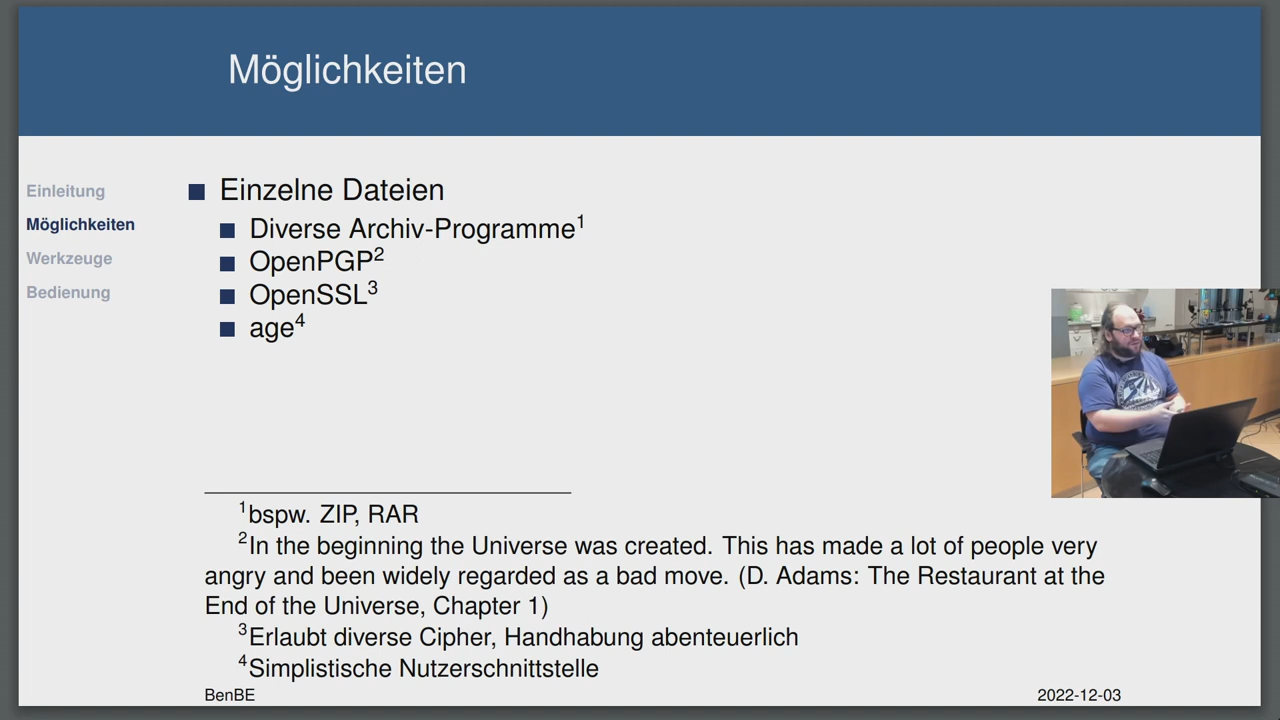 Möglichkeiten
Einleitung
Möglichkeiten
Werkzeuge
Bedienung
Einzelne Dateien
Diverse Archiv-Programme¹
OpenPGP²
OpenSSL³
age⁴
¹bspw. ZIP, RAR
²In the beginning the Universe was created. This has made a lot of people very
angry and been widely regarded as a bad move. (D. Adams: The Restaurant at the
End of the Universe, Chapter 1)
³Erlaubt diverse Cipher, Handhabung abenteuerlich
⁴Simplistische Nutzerschnittstelle
BenBE
2022-12-03